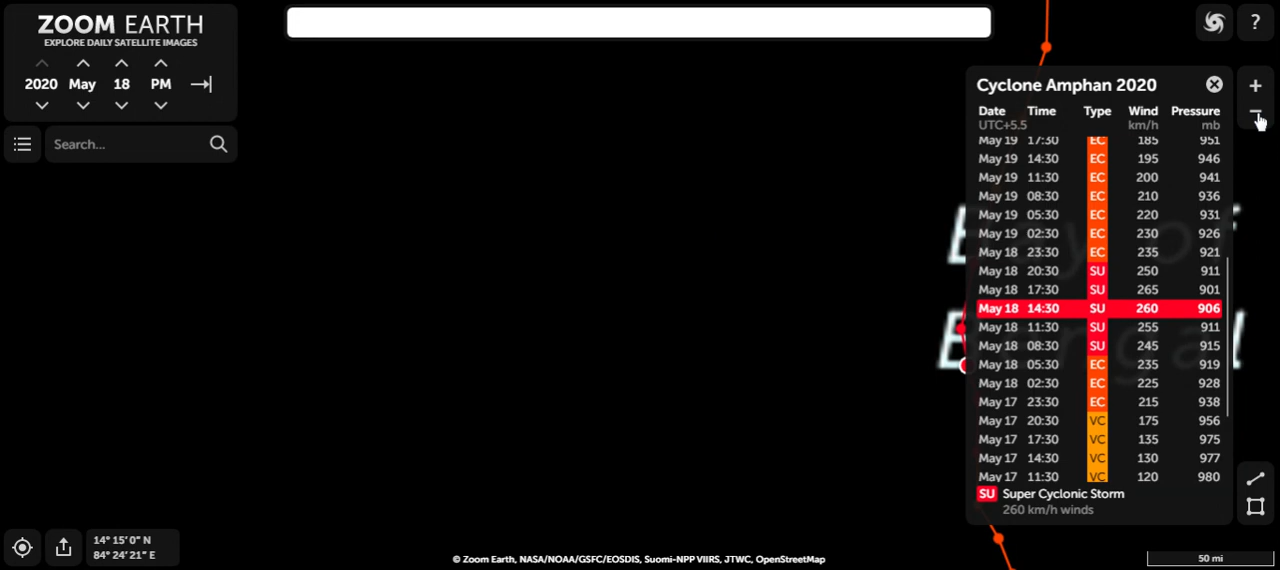 ZOOM EARTH
EXPLORE DAILY SATELLITE IMAGES
2020 May 18 PM
Search...
?
+
−
Cyclone Amphan 2020
Date Time Type Wind Pressure
UTC+5.5 km/h mb
May 19 17:30 EC 185 951
May 19 14:30 EC 195 946
May 19 11:30 EC 200 941
May 19 08:30 EC 210 936
May 19 05:30 EC 220 931
May 19 02:30 EC 230 926
May 18 23:30 EC 235 921
May 18 20:30 SU 250 911
May 18 17:30 SU 265 901
May 18 14:30 SU 260 906
May 18 11:30 SU 255 911
May 18 08:30 SU 245 915
May 18 05:30 EC 235 919
May 18 02:30 EC 225 928
May 17 23:30 EC 215 938
May 17 20:30 VC 175 956
May 17 17:30 VC 135 975
May 17 14:30 VC 130 977
May 17 11:30 VC 120 980
SU Super Cyclonic Storm
260 km/h winds
Bay of
Bengal
14° 15′ 0″ N
84° 24′ 21″ E
© Zoom Earth, NASA/NOAA/GSFC/EOSDIS, Suomi-NPP VIIRS, JTWC, OpenStreetMap
50 mi